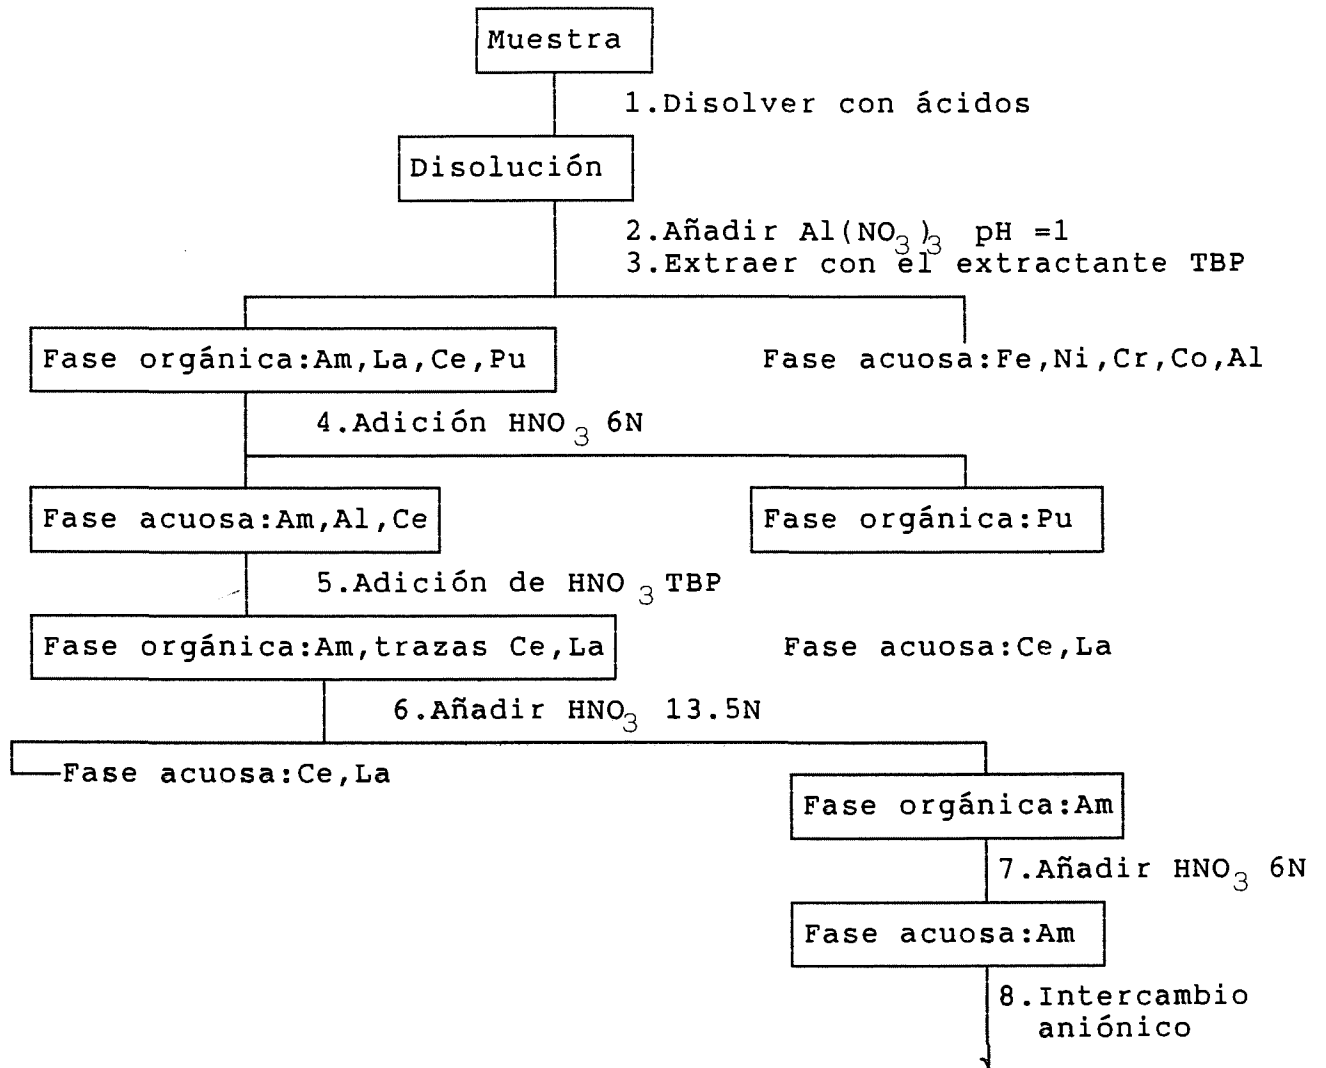 Muestra
1.Disolver con ácidos
Disolución
2.Añadir Al(NO3)3 pH =1
3.Extraer con el extractante TBP
Fase orgánica:Am,La,Ce,Pu
Fase acuosa:Fe,Ni,Cr,Co,Al
4.Adición HNO3 6N
Fase acuosa:Am,Al,Ce
Fase orgánica:Pu
5.Adición de HNO3 TBP
Fase orgánica:Am,trazas Ce,La
Fase acuosa:Ce,La
6.Añadir HNO3 13.5N
Fase acuosa:Ce,La
Fase orgánica:Am
7.Añadir HNO3 6N
Fase acuosa:Am
8.Intercambio
aniónico